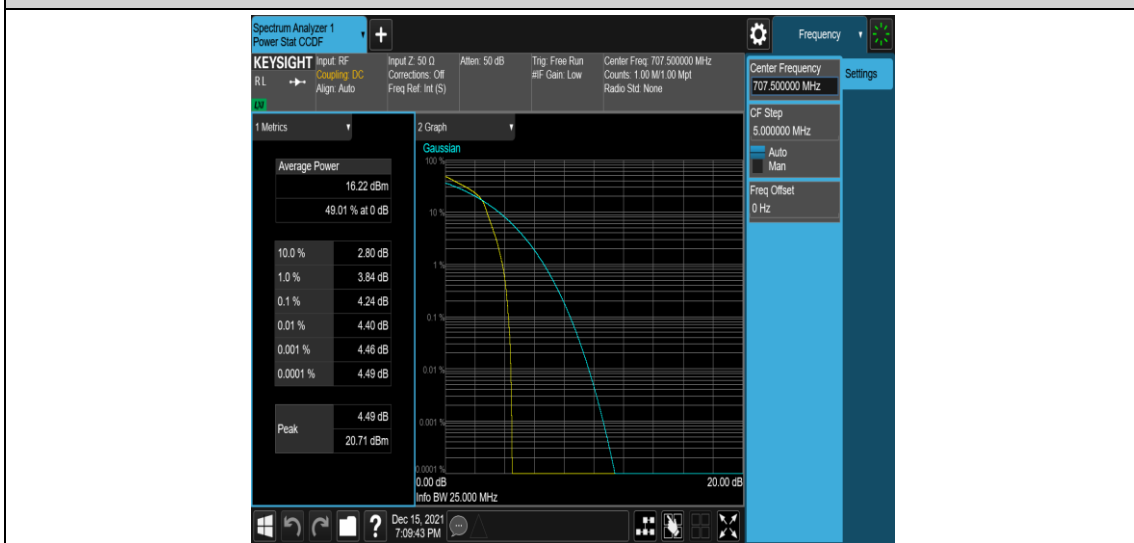 Spectrum Analyzer 1
Power Stat CCDF
Frequency
KEYSIGHT
RL
Input: RF
Coupling: DC
Align: Auto
Input Z: 50 Ω
Corrections: Off
Freq Ref: Int (S)
Atten: 50 dB
Trig: Free Run
#IF Gain: Low
Center Freq: 707.500000 MHz
Counts: 1.00 M/1.00 Mpt
Radio Std: None
Center Frequency
707.500000 MHz
Settings
CF Step
5.000000 MHz
Auto
Man
Freq Offset
0 Hz
1 Metrics
Average Power
16.22 dBm
49.01 % at 0 dB
10.0 % 2.80 dB
1.0 % 3.84 dB
0.1 % 4.24 dB
0.01 % 4.40 dB
0.001 % 4.46 dB
0.0001 % 4.49 dB
Peak
4.49 dB
20.71 dBm
2 Graph
Gaussian
100 %
10 %
1 %
0.1 %
0.01 %
0.001 %
0.0001 %
0.00 dB 20.00 dB
Info BW 25.000 MHz
?
Dec 15, 2021
7:09:43 PM